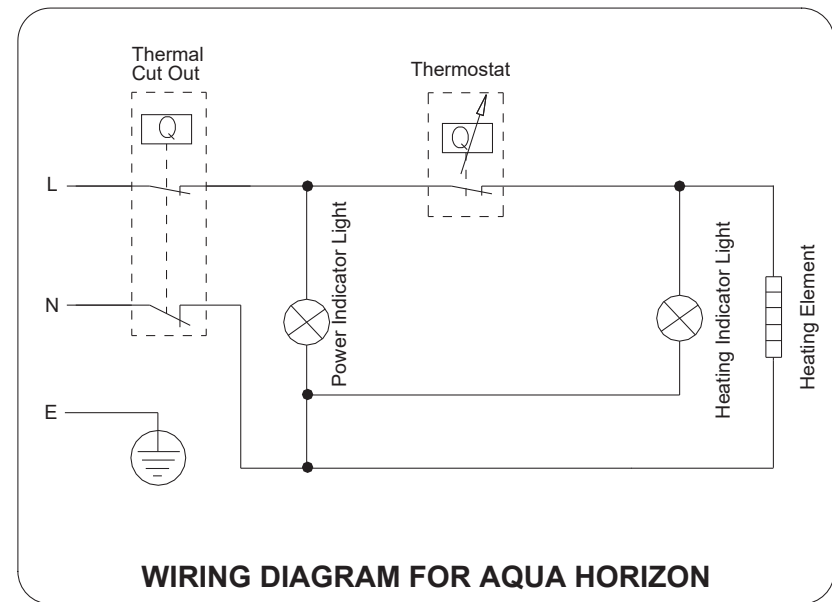 Thermal
Cut Out
Thermostat
Q
Q
L
N
E
Power Indicator Light
Heating Indicator Light
Heating Element
WIRING DIAGRAM FOR AQUA HORIZON